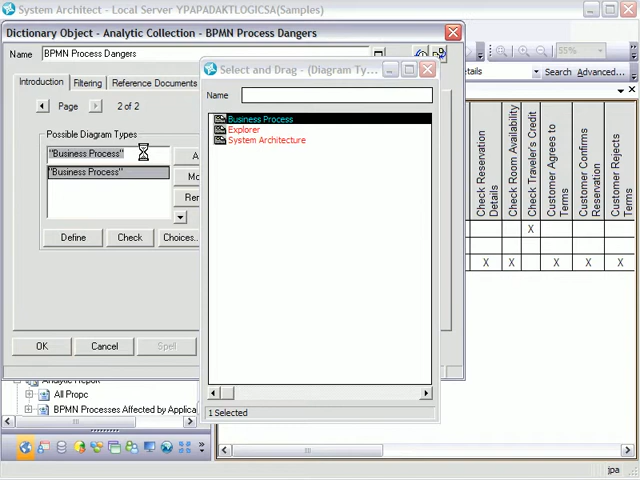 System Architect - Local Server YPAPADAKTLOGICSA(Samples)
Dictionary Object - Analytic Collection - BPMN Process Dangers
Name BPMN Process Dangers
Introduction Filtering Reference Documents
Page 2 of 2
Possible Diagram Types
"Business Process"
"Business Process"
Define Check Choices..
OK Cancel Spell
Select and Drag - (Diagram Ty...
Name
Business Process
Explorer
System Architecture
1 Selected
55%
Search Advanced...
Check Reservation Details
Check Room Availability
Check Traveler's Credit
Customer Agrees to Terms
Customer Confirms Reservation
Customer Rejects Terms
X
X X X X X
All Propc
BPMN Processes Affected by Applica
jpa